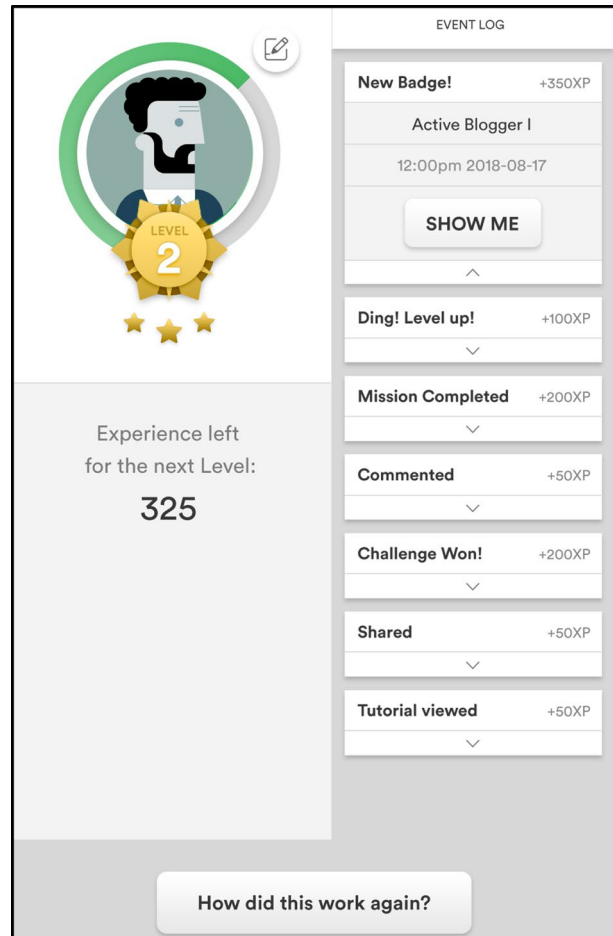 LEVEL
2
Experience left
for the next Level:
325
EVENT LOG
New Badge! +350XP
Active Blogger I
12:00pm 2018-08-17
SHOW ME
Ding! Level up! +100XP
Mission Completed +200XP
Commented +50XP
Challenge Won! +200XP
Shared +50XP
Tutorial viewed +50XP
How did this work again?